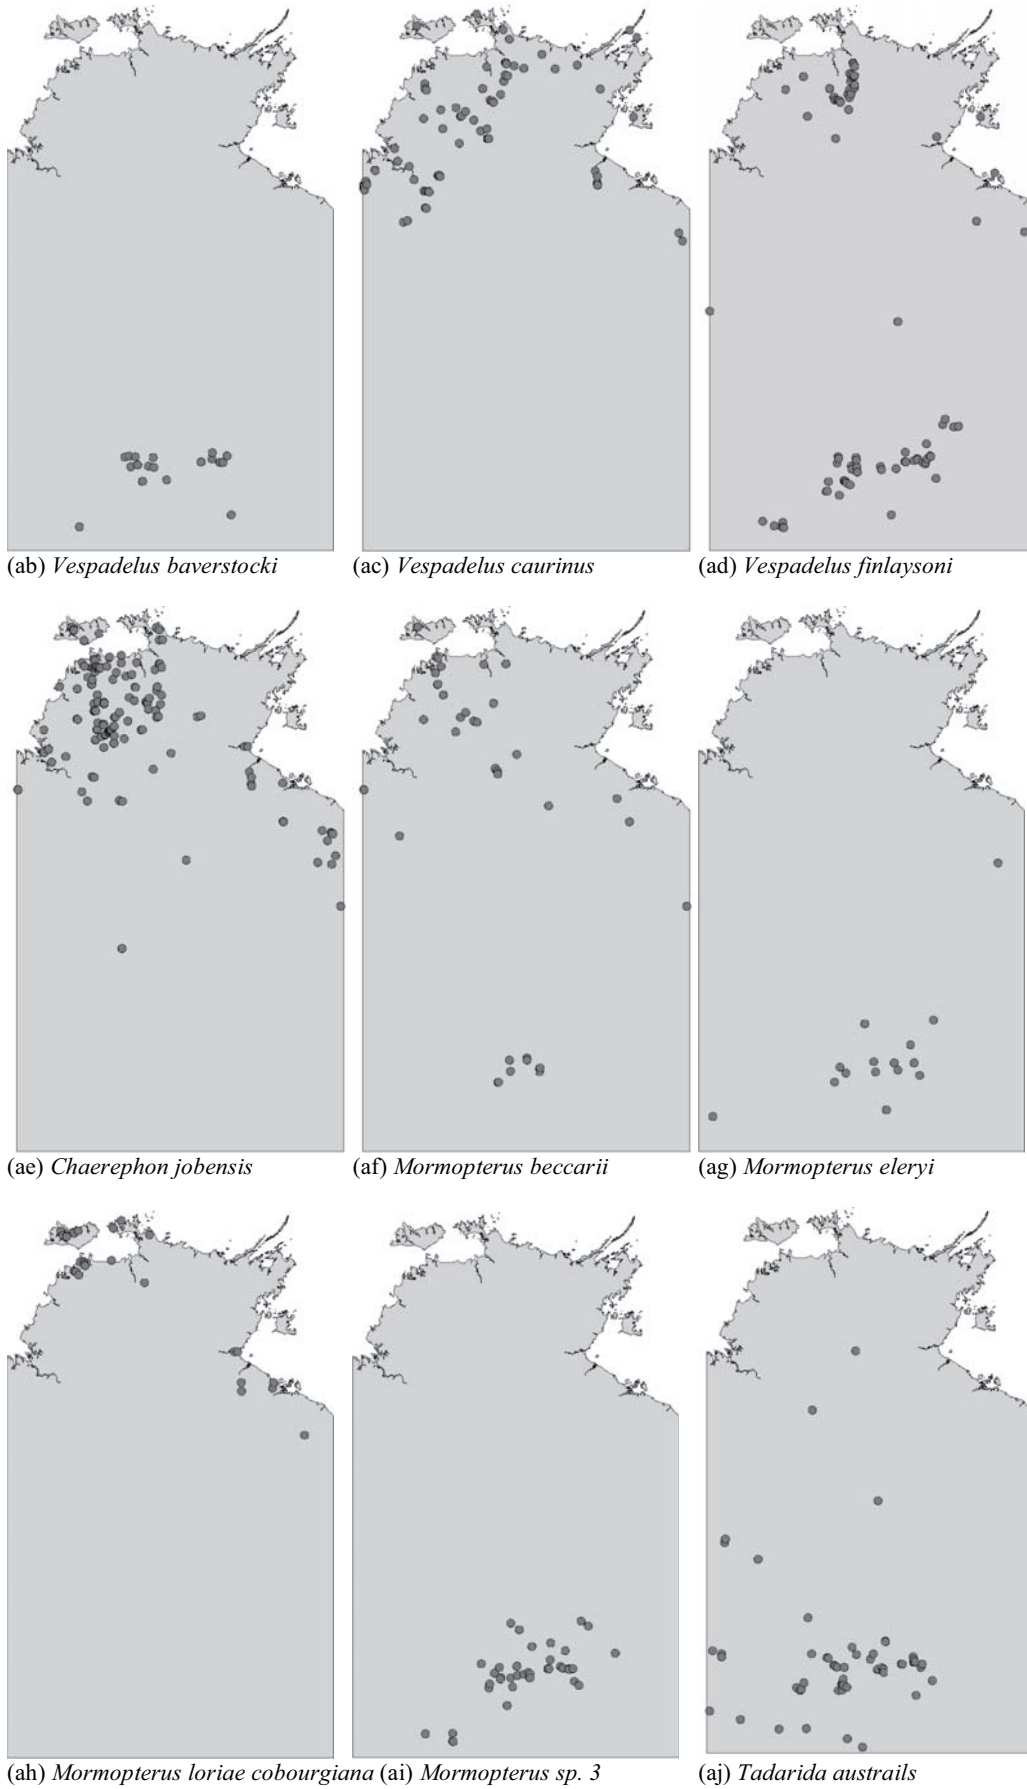 (ab) Vespadelus baverstocki (ac) Vespadelus caurinus (ad) Vespadelus finlaysoni
(ae) Chaerephon jobensis (af) Mormopterus beccarii (ag) Mormopterus eleryi
(ah) Mormopterus loriae cobourgiana (ai) Mormopterus sp. 3 (aj) Tadarida austrails